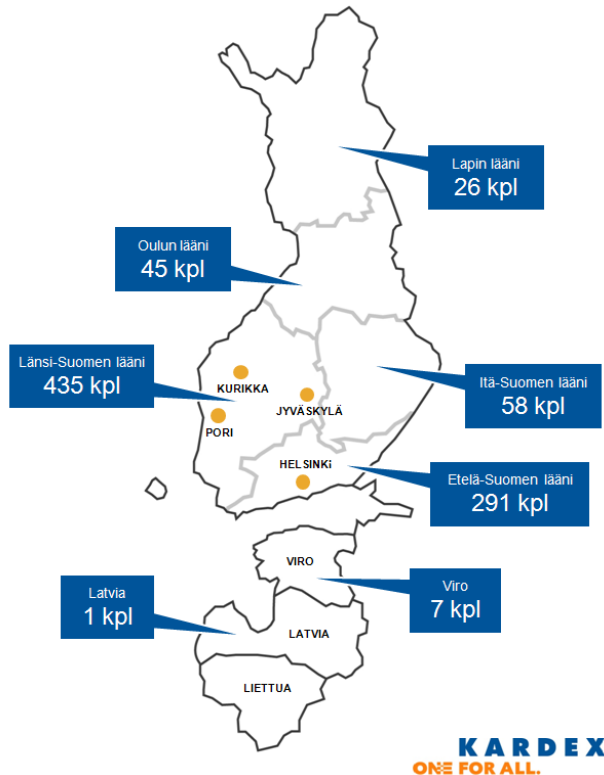 Lapin lääni
26 kpl
Oulun lääni
45 kpl
Länsi-Suomen lääni
435 kpl
KURIKKA
JYVÄSKYLÄ
PORI
Itä-Suomen lääni
58 kpl
HELSINKi
Etelä-Suomen lääni
291 kpl
VIRO
Viro
7 kpl
Latvia
1 kpl
LATVIA
LIETTUA
KARDEX
ONE FOR ALL.